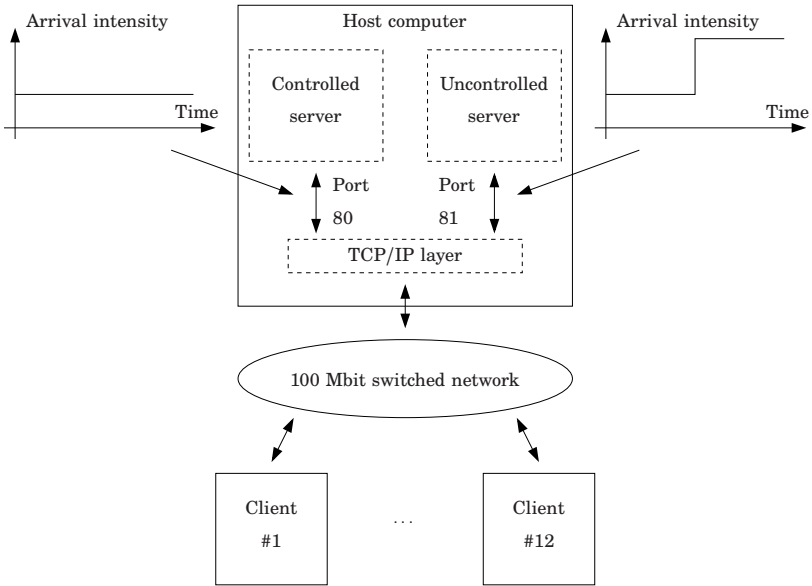 Arrival intensity
Time
Host computer
Controlled
server
Uncontrolled
server
Port
80
Port
81
TCP/IP layer
Arrival intensity
Time
100 Mbit switched network
Client
#1
...
Client
#12